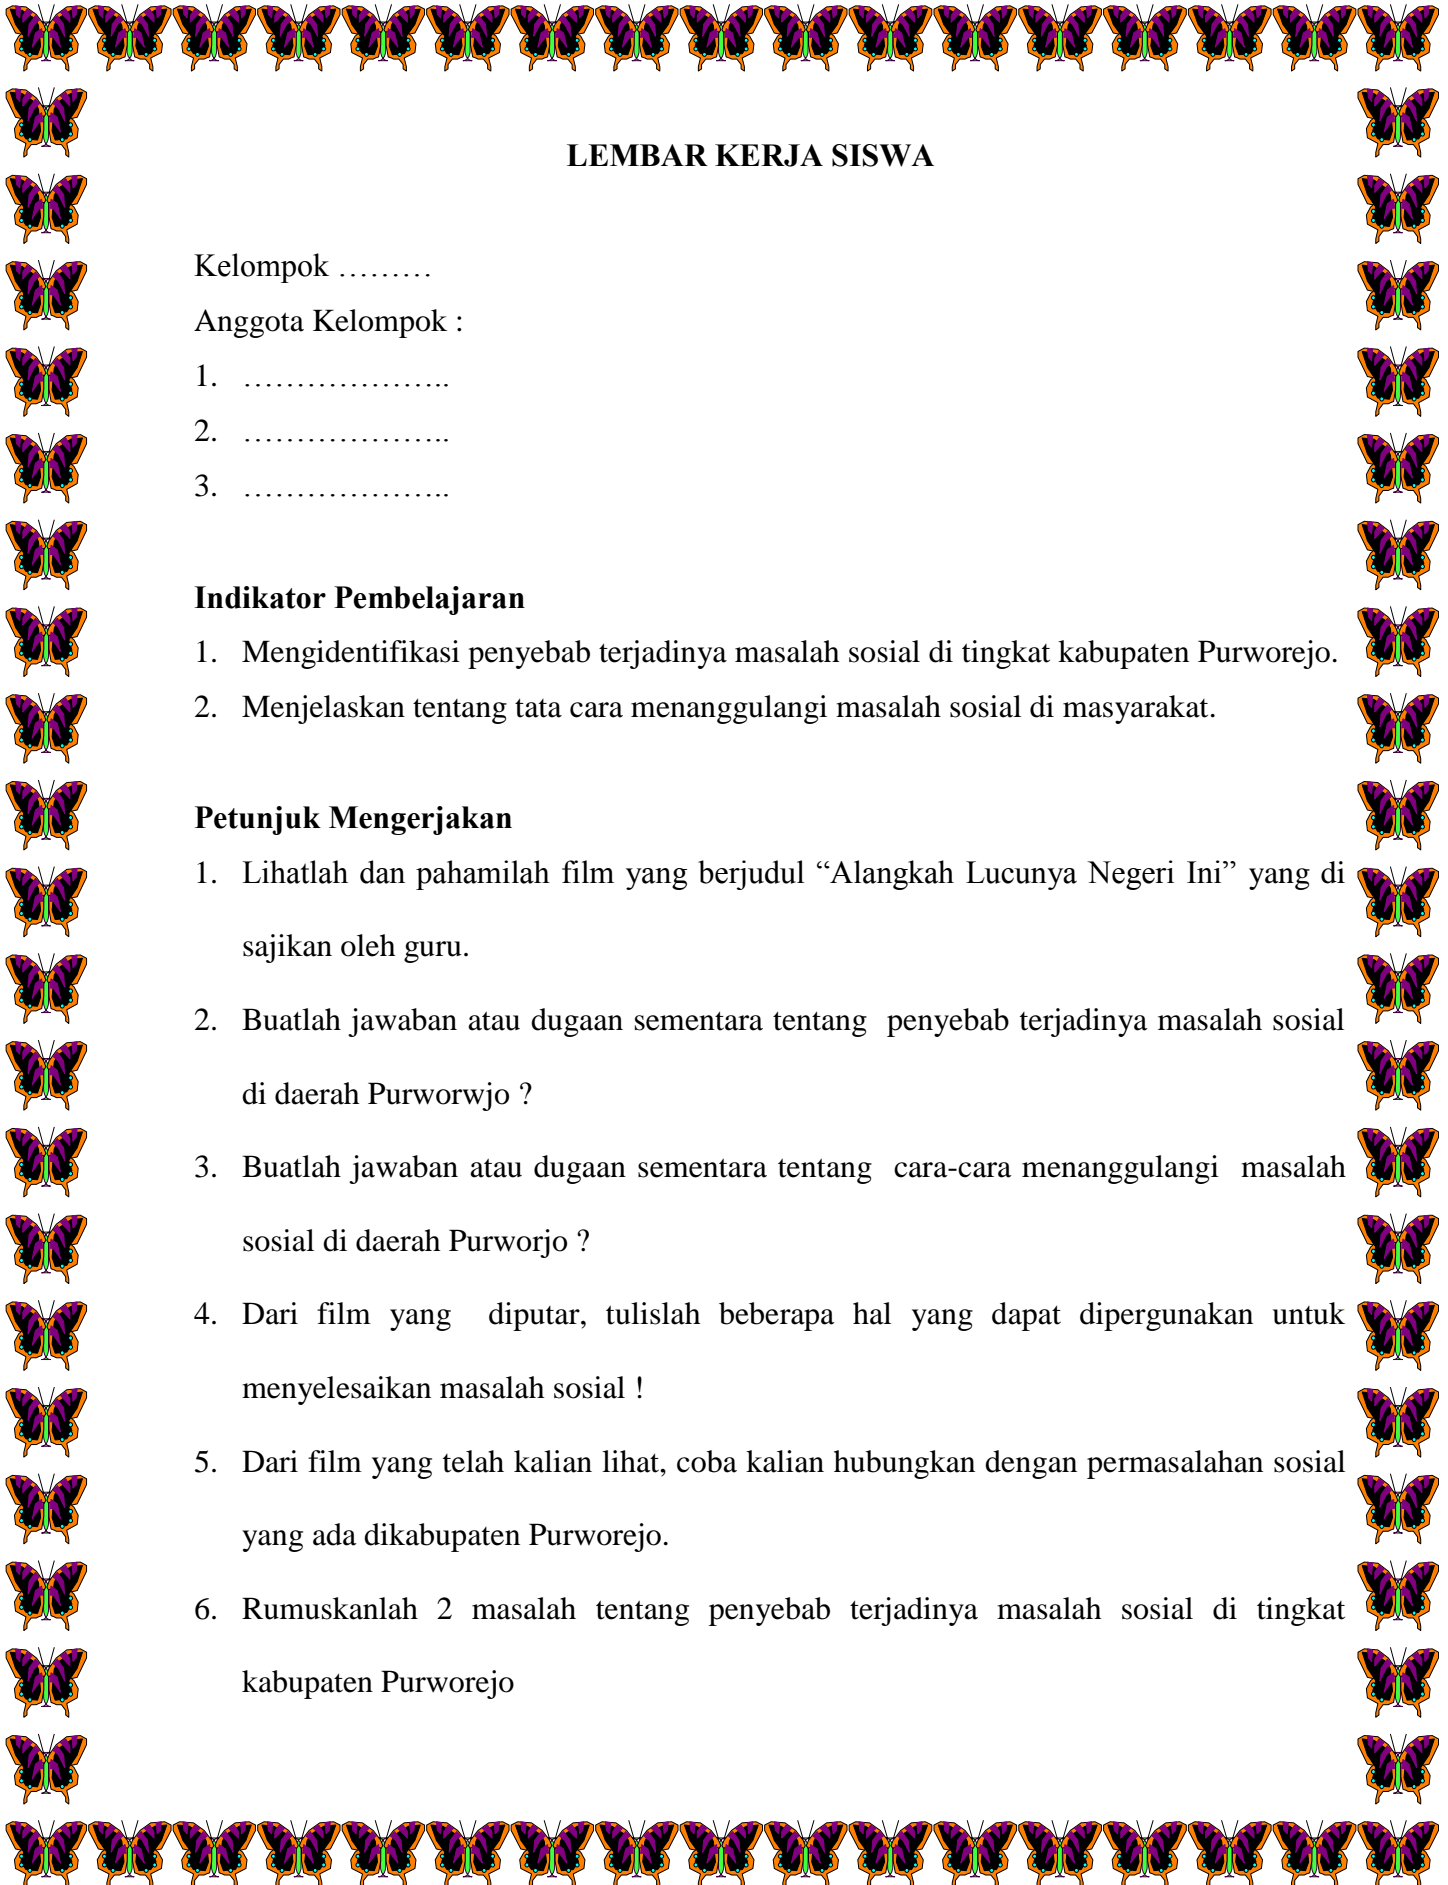 LEMBAR KERJA SISWA
Kelompok ………
Anggota Kelompok :
1. ………………..
2. ………………..
3. ………………..
Indikator Pembelajaran
1. Mengidentifikasi penyebab terjadinya masalah sosial di tingkat kabupaten Purworejo.
2. Menjelaskan tentang tata cara menanggulangi masalah sosial di masyarakat.
Petunjuk Mengerjakan
1. Lihatlah dan pahamilah film yang berjudul “Alangkah Lucunya Negeri Ini” yang di
sajikan oleh guru.
2. Buatlah jawaban atau dugaan sementara tentang penyebab terjadinya masalah sosial
di daerah Purworwjo ?
3. Buatlah jawaban atau dugaan sementara tentang cara-cara menanggulangi masalah
sosial di daerah Purworjo ?
4. Dari film yang diputar, tulislah beberapa hal yang dapat dipergunakan untuk
menyelesaikan masalah sosial !
5. Dari film yang telah kalian lihat, coba kalian hubungkan dengan permasalahan sosial
yang ada dikabupaten Purworejo.
6. Rumuskanlah 2 masalah tentang penyebab terjadinya masalah sosial di tingkat
kabupaten Purworejo